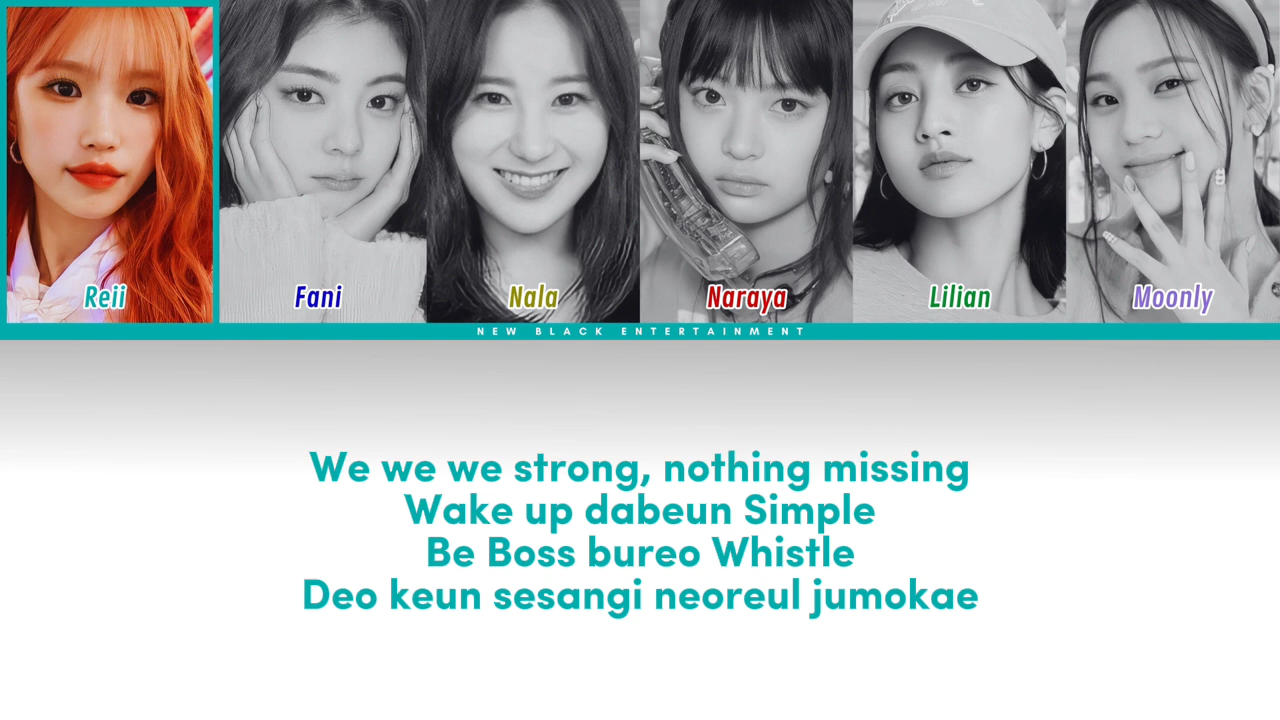 Reii
Fani
Nala
Naraya
Lilian
Moonly
NEW BLACK ENTERTAINMENT
We we we strong, nothing missing
Wake up dabeun Simple
Be Boss bureo Whistle
Deo keun sesangi neoreul jumokae